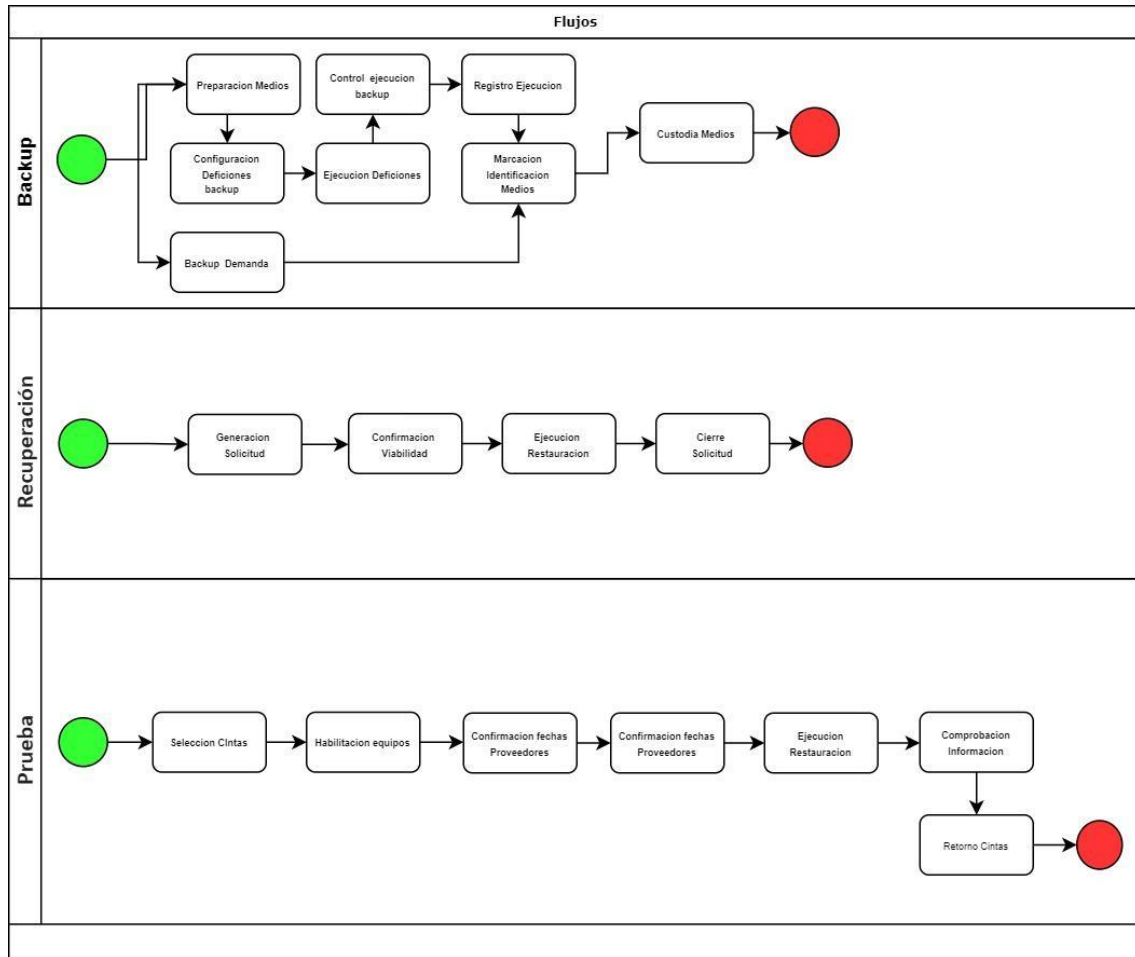 Flujos
Backup
Preparacion Medios
Configuracion
Deficiones
backup
Ejecucion Deficiones
Control ejecucion
backup
Registro Ejecucion
Marcacion
Identificacion
Medios
Custodia Medios
Backup Demanda
Recuperación
Generacion
Solicitud
Confirmacion
Viabilidad
Ejecucion
Restauracion
Cierre
Solicitud
Prueba
Seleccion CIntas
Habilitacion equipos
Confirmacion fechas
Proveedores
Confirmacion fechas
Proveedores
Ejecucion
Restauracion
Comprobacion
Informacion
Retorno Cintas